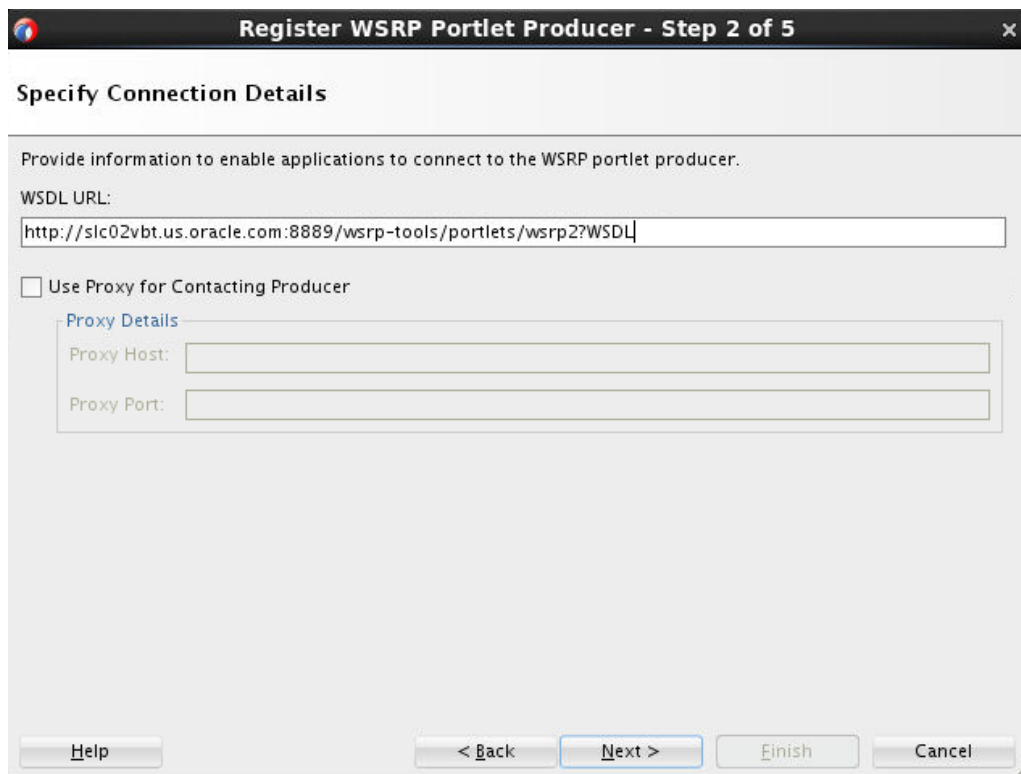 Register WSRP Portlet Producer - Step 2 of 5
Specify Connection Details
Provide information to enable applications to connect to the WSRP portlet producer.
WSDL URL:
http://slc02vbt.us.oracle.com:8889/wsrp-tools/portlets/wsrp2?WSDL
Use Proxy for Contacting Producer
Proxy Details
Proxy Host:
Proxy Port:
Help < Back Next > Finish Cancel